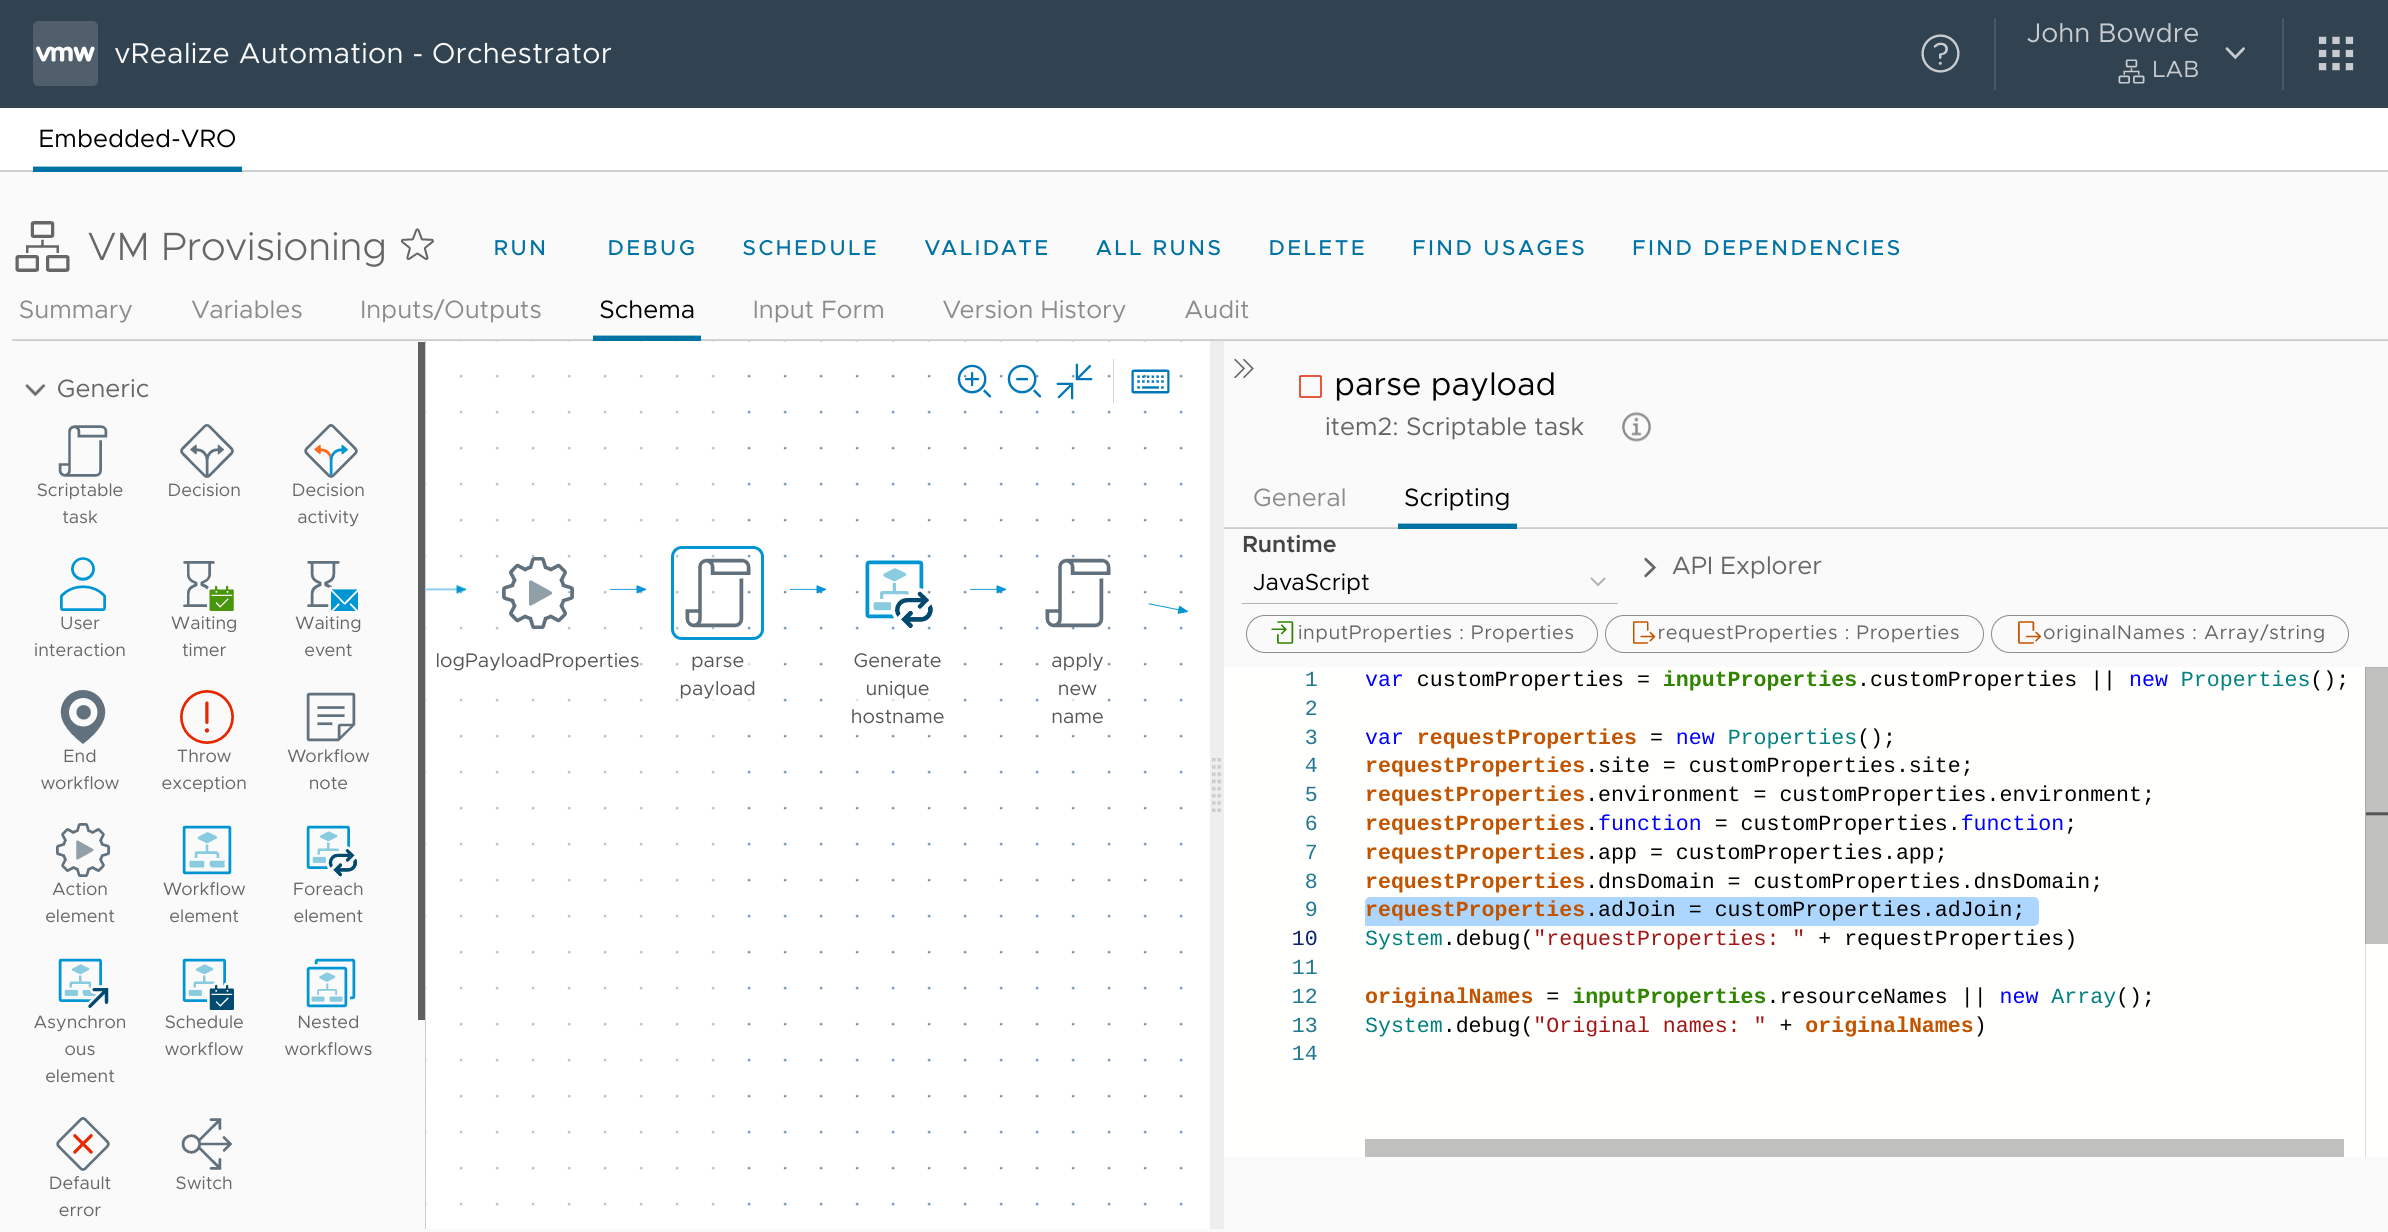 vmw vRealize Automation - Orchestrator
John Bowdre
LAB
Embedded-VRO
VM Provisioning
RUN DEBUG SCHEDULE VALIDATE ALL RUNS DELETE FIND USAGES FIND DEPENDENCIES
Summary Variables Inputs/Outputs Schema Input Form Version History Audit
Generic
Scriptable
task
Decision
Decision
activity
User
interaction
Waiting
timer
Waiting
event
End
workflow
Throw
exception
Workflow
note
Action
element
Workflow
element
Foreach
element
Asynchron
ous
element
Schedule
workflow
Nested
workflows
Default
error
Switch
logPayloadProperties
parse
payload
Generate
unique
hostname
apply
new
name
parse payload
item2: Scriptable task
General Scripting
Runtime
JavaScript
API Explorer
inputProperties : Properties requestProperties : Properties originalNames : Array/string
1 var customProperties = inputProperties.customProperties || new Properties();
2
3 var requestProperties = new Properties();
4 requestProperties.site = customProperties.site;
5 requestProperties.environment = customProperties.environment;
6 requestProperties.function = customProperties.function;
7 requestProperties.app = customProperties.app;
8 requestProperties.dnsDomain = customProperties.dnsDomain;
9 requestProperties.adJoin = customProperties.adJoin;
10 System.debug("requestProperties: " + requestProperties)
11
12 originalNames = inputProperties.resourceNames || new Array();
13 System.debug("Original names: " + originalNames)
14